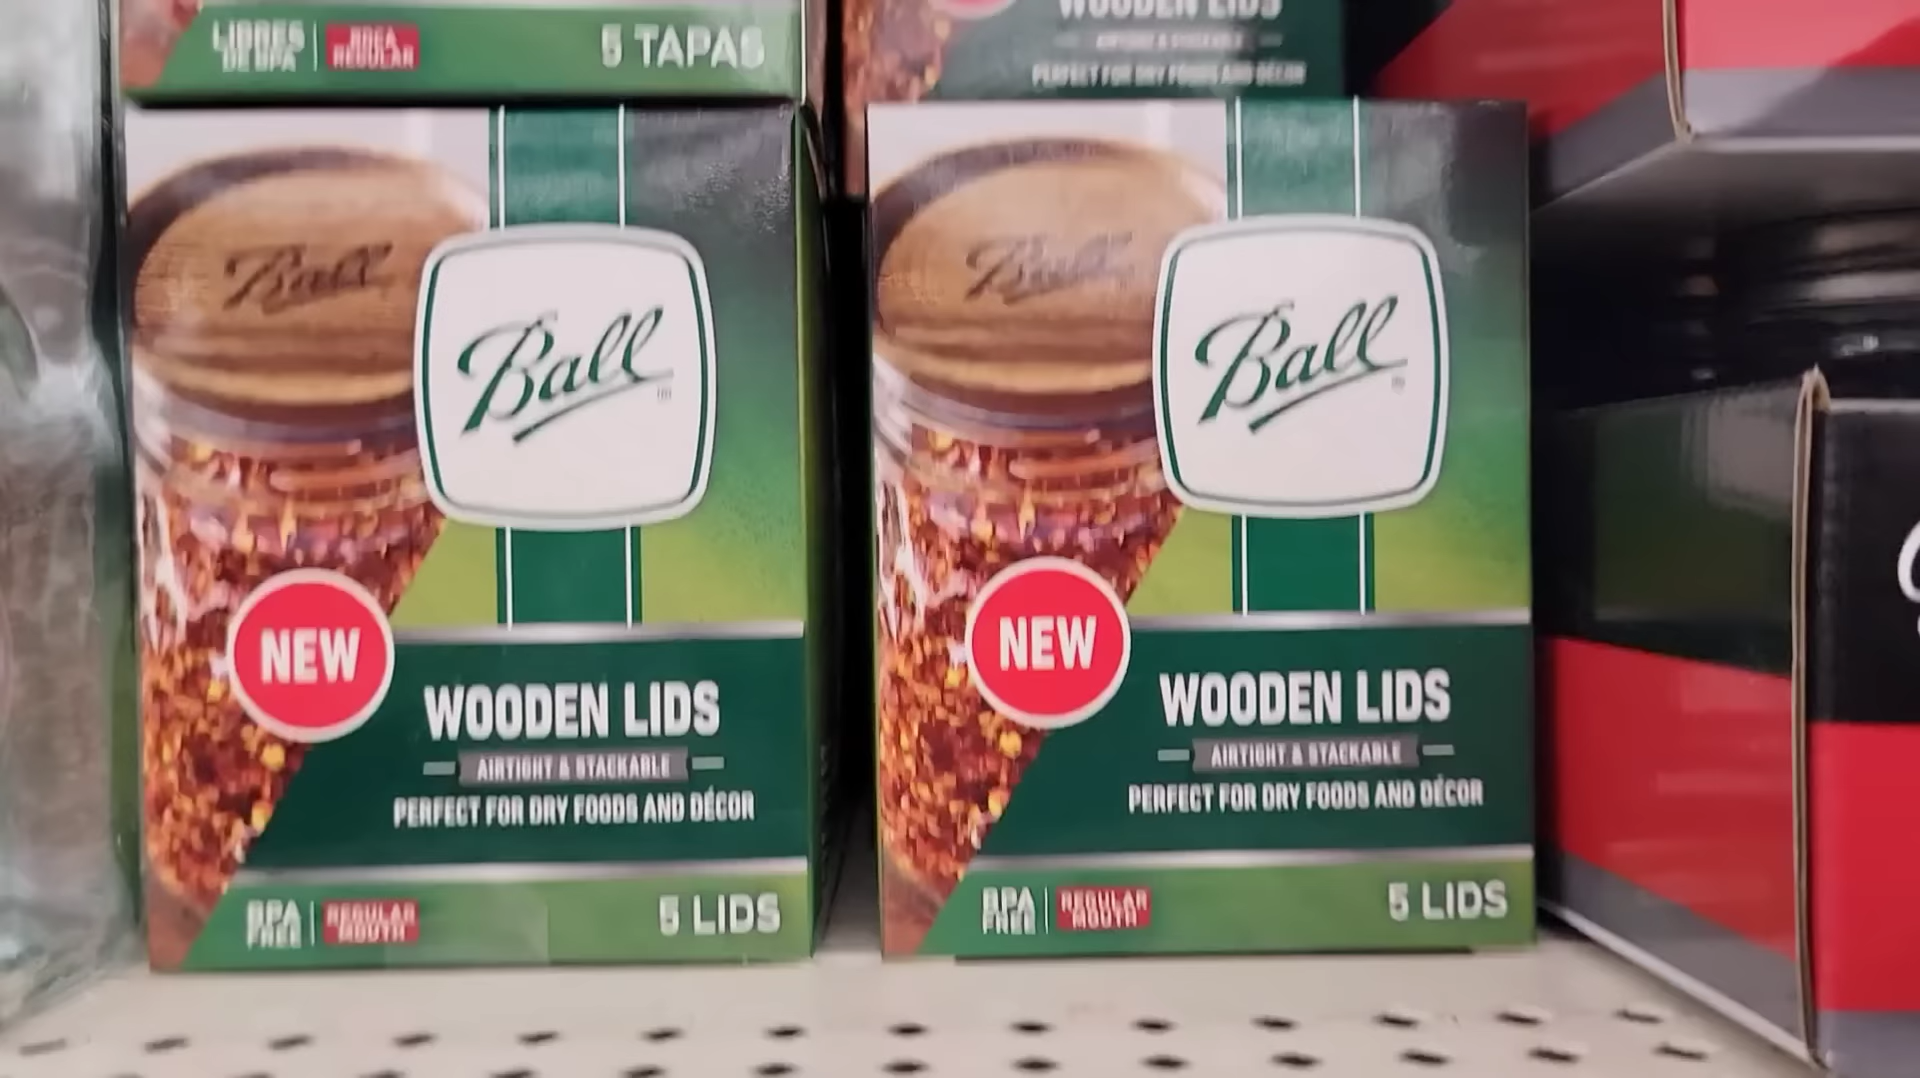 LIBRES
DE BPA
BOCA
REGULAR
5 TAPAS
WOODEN LIDS
AIRTIGHT & STACKABLE
PERFECT FOR DRY FOODS AND DÉCOR
Ball
Ball
NEW
WOODEN LIDS
AIRTIGHT & STACKABLE
PERFECT FOR DRY FOODS AND DÉCOR
BPA
FREE
REGULAR
MOUTH
5 LIDS
Ball
Ball
NEW
WOODEN LIDS
AIRTIGHT & STACKABLE
PERFECT FOR DRY FOODS AND DÉCOR
BPA
FREE
REGULAR
MOUTH
5 LIDS